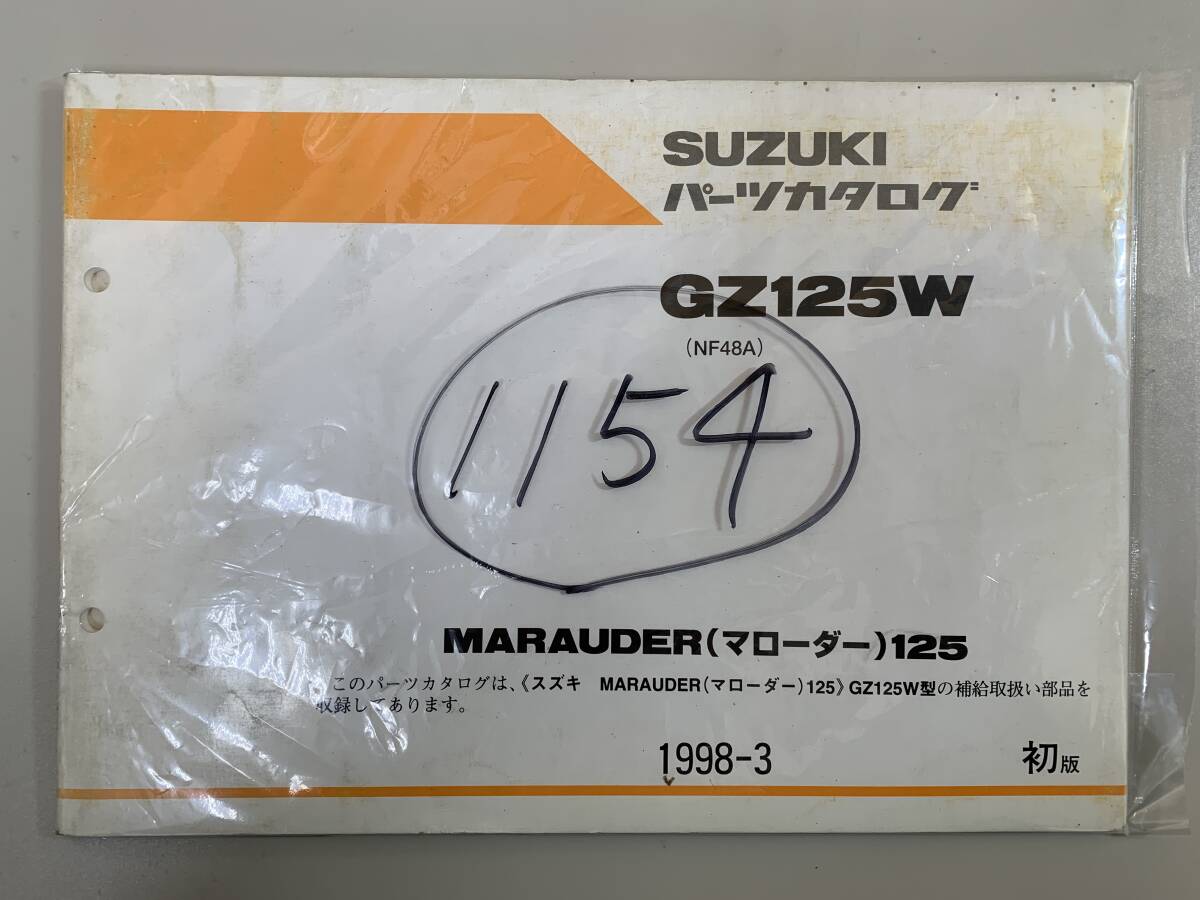 SUZUKI
パーツカタログ
GZ125W
(NF48A)
1154
MARAUDER(マローダー)125
このパーツカタログは、《スズキ　MARAUDER(マローダー)125》GZ125W型の補給取扱い部品を
収録してあります。
1998-3　初版